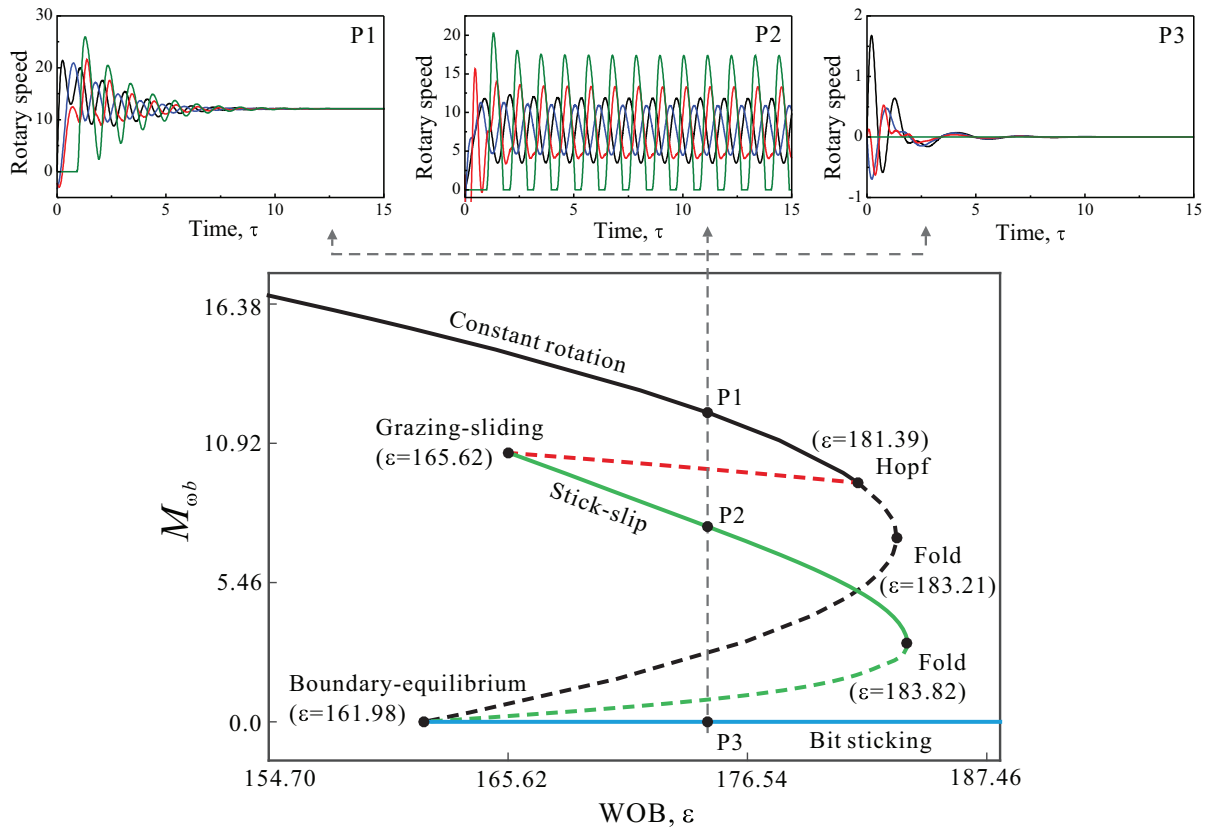 30
20
10
0
0
5
10
15
Rotary speed
Time, τ
P1
20
15
10
5
0
0
5
10
15
Rotary speed
Time, τ
P2
2
1
0
-1
0
5
10
15
Rotary speed
Time, τ
P3
16.38
10.92
5.46
0.0
M_ωb
154.70
165.62
176.54
187.46
WOB, ε
Constant rotation
P1
Grazing-sliding
(ε=165.62)
(ε=181.39)
Hopf
Stick-slip
P2
Fold
(ε=183.21)
Fold
(ε=183.82)
Boundary-equilibrium
(ε=161.98)
P3
Bit sticking